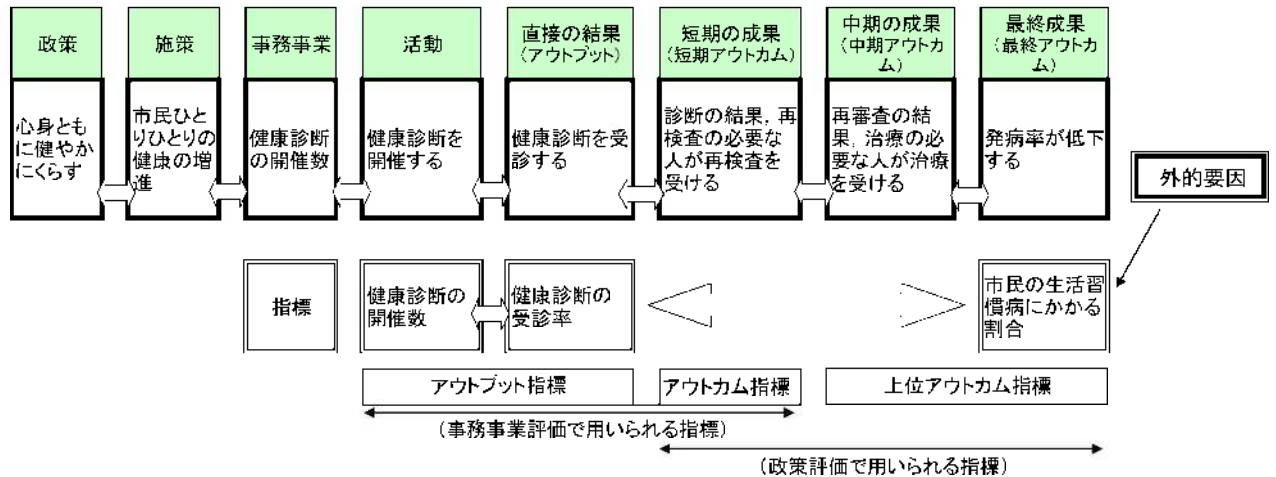 政策
施策
事務事業
活動
直接の結果
(アウトプット)
短期の成果
(短期アウトカム)
中期の成果
(中期アウトカ
ム)
最終成果
(最終アウトカ
ム)
心身とも
に健やか
にくらす
市民ひと
りひとりの
健康の増
進
健康診断
の開催数
健康診断を
開催する
健康診断を受
診する
診断の結果，再
検査の必要な
人が再検査を
受ける
再審査の結
果，治療の必
要な人が治療
を受ける
発病率が低下
する
外的要因
指標
健康診断の
開催数
健康診断の
受診率
市民の生活習
慣病にかかる
割合
アウトプット指標
アウトカム指標
上位アウトカム指標
(事務事業評価で用いられる指標)
(政策評価で用いられる指標)